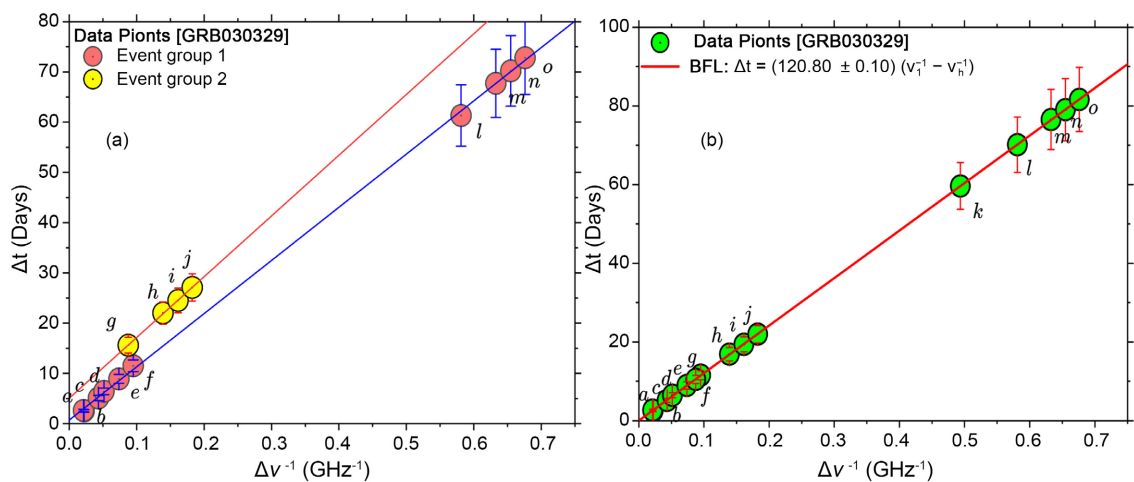 Data Pionts [GRB030329]
Event group 1
Event group 2
(a)
80
70
60
50
40
30
20
10
0
Δt (Days)
a
c
d
b
e
f
g
h
i
j
l
m
n
o
0.0 0.1 0.2 0.3 0.4 0.5 0.6 0.7
Δν ⁻¹ (GHz⁻¹)
Data Pionts [GRB030329]
BFL: Δt = (120.80 ± 0.10) (v₁⁻¹ − vₕ⁻¹)
(b)
100
80
60
40
20
0
Δt (Days)
a
c
d
e
g
b
f
h
i
j
k
l
m
n
o
0.0 0.1 0.2 0.3 0.4 0.5 0.6 0.7
Δν ⁻¹ (GHz⁻¹)